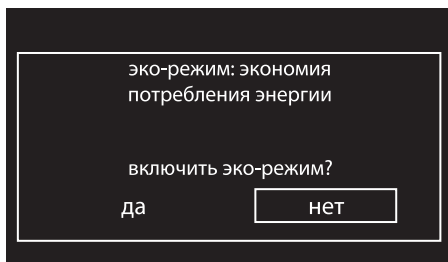 эко-режим: экономия
потребления энергии
включить эко-режим?
да нет